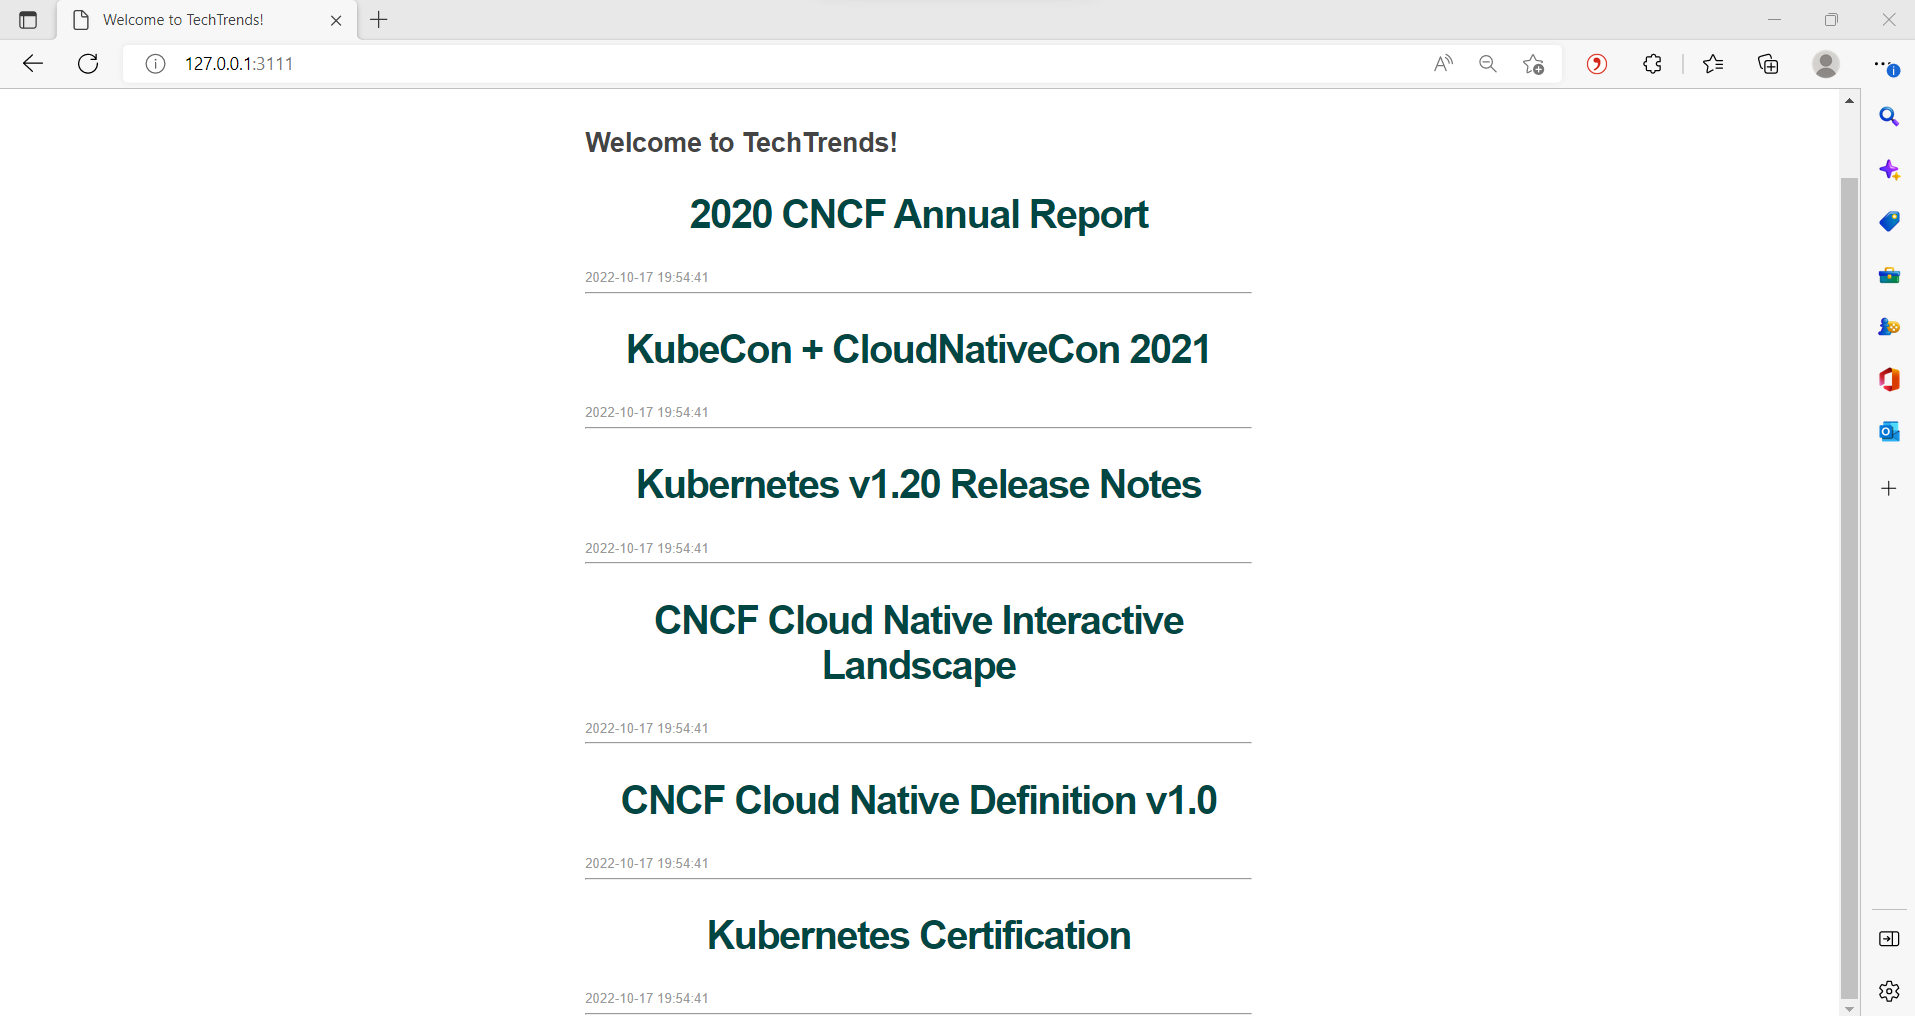 Welcome to TechTrends!
127.0.0.1:3111
Welcome to TechTrends!
2020 CNCF Annual Report
2022-10-17 19:54:41
KubeCon + CloudNativeCon 2021
2022-10-17 19:54:41
Kubernetes v1.20 Release Notes
2022-10-17 19:54:41
CNCF Cloud Native Interactive
Landscape
2022-10-17 19:54:41
CNCF Cloud Native Definition v1.0
2022-10-17 19:54:41
Kubernetes Certification
2022-10-17 19:54:41